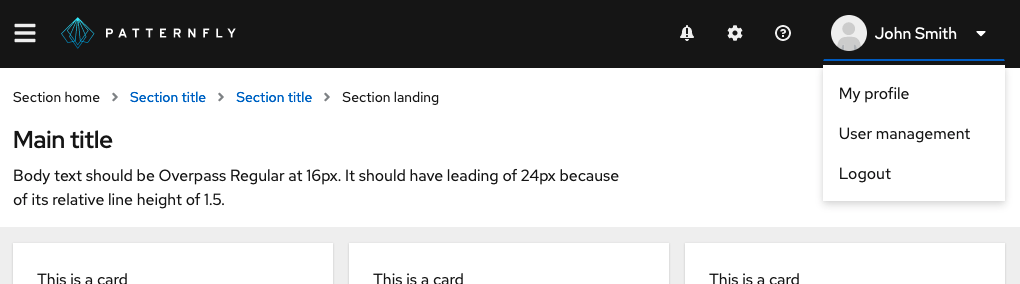 PATTERNFLY John Smith
Section home Section title Section title Section landing
My profile
User management
Logout
Main title
Body text should be Overpass Regular at 16px. It should have leading of 24px because
of its relative line height of 1.5.
This is a card This is a card This is a card